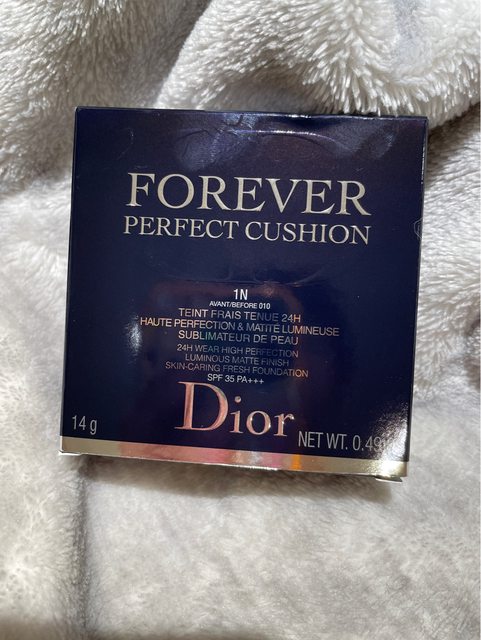 FOREVER
PERFECT CUSHION
1N
AVANT/BEFORE 010
TEINT FRAIS TENUE 24H
HAUTE PERFECTION & MATITÉ LUMINEUSE
SUBLIMATEUR DE PEAU
24H WEAR HIGH PERFECTION
LUMINOUS MATTE FINISH
SKIN-CARING FRESH FOUNDATION
SPF 35 PA+++
Dior
14 g
NET WT. 0.49